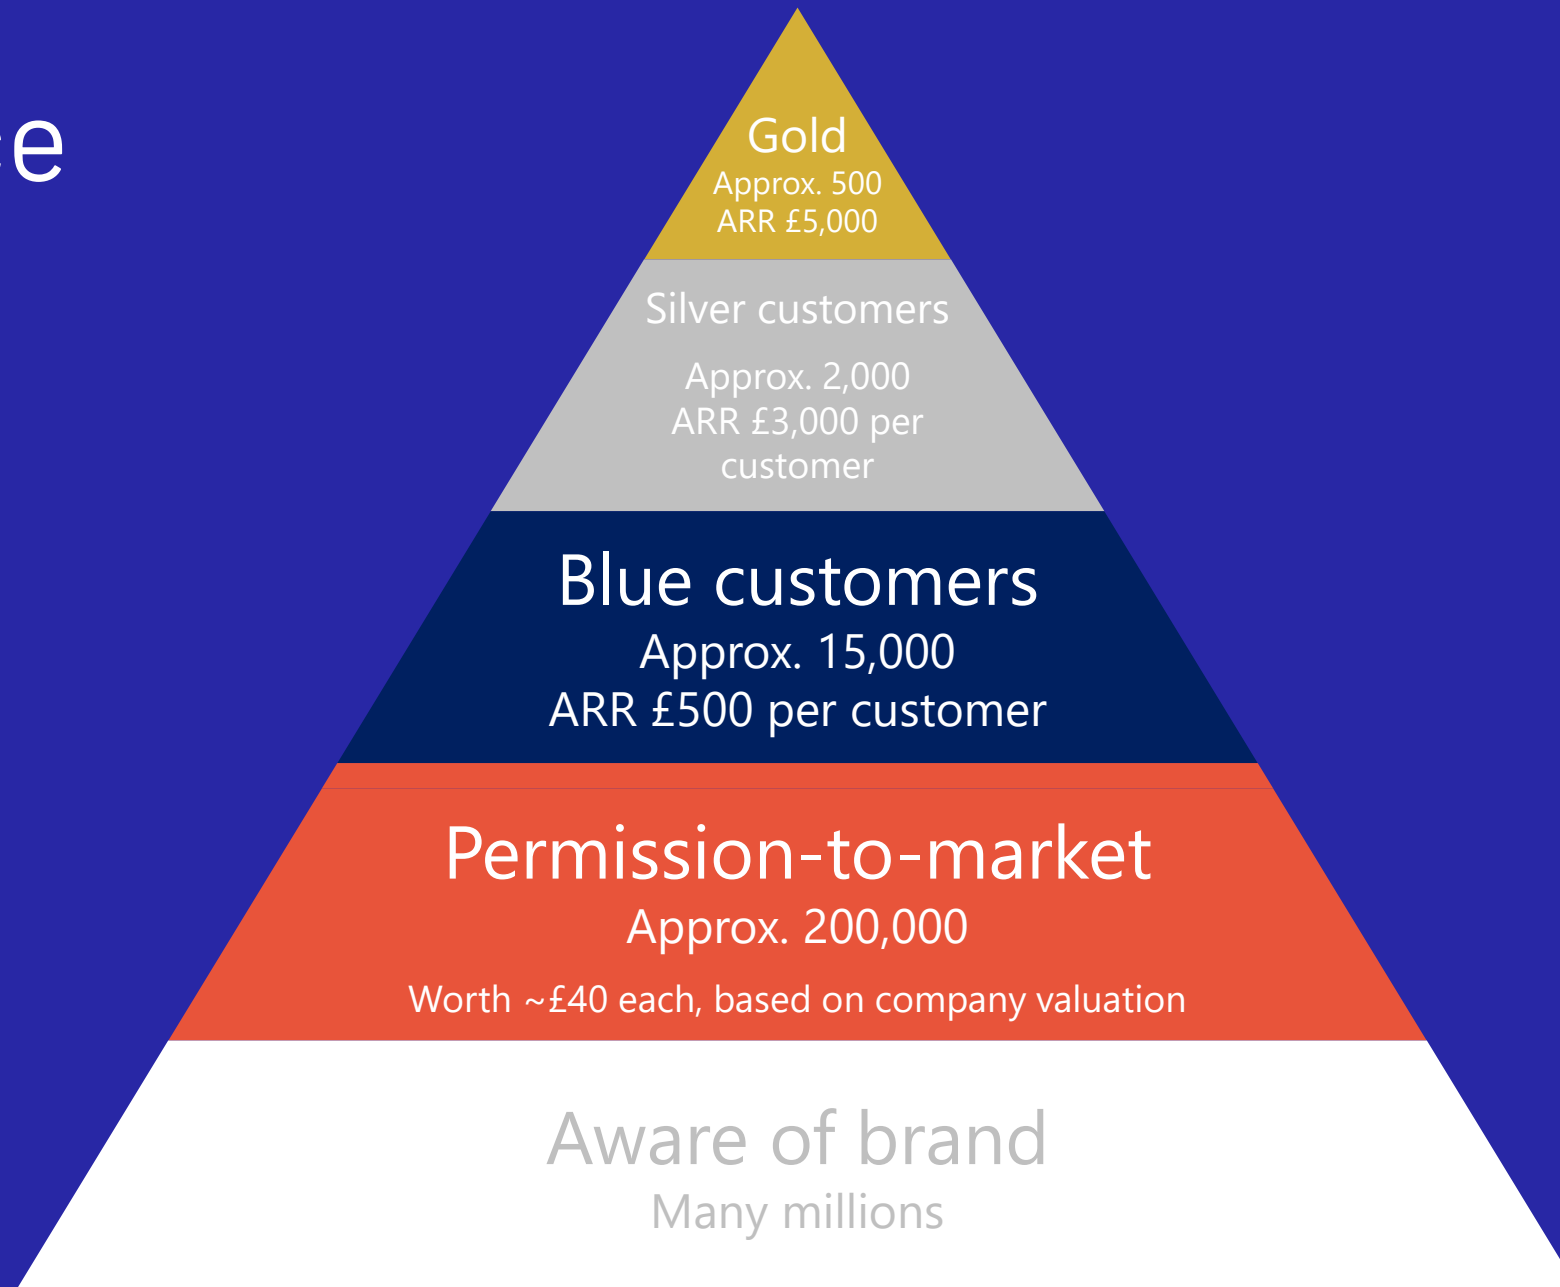 Gold
Approx. 500
ARR £5,000
Silver customers
Approx. 2,000
ARR £3,000 per
customer
Blue customers
Approx. 15,000
ARR £500 per customer
Permission-to-market
Approx. 200,000
Worth ~£40 each, based on company valuation
Aware of brand
Many millions